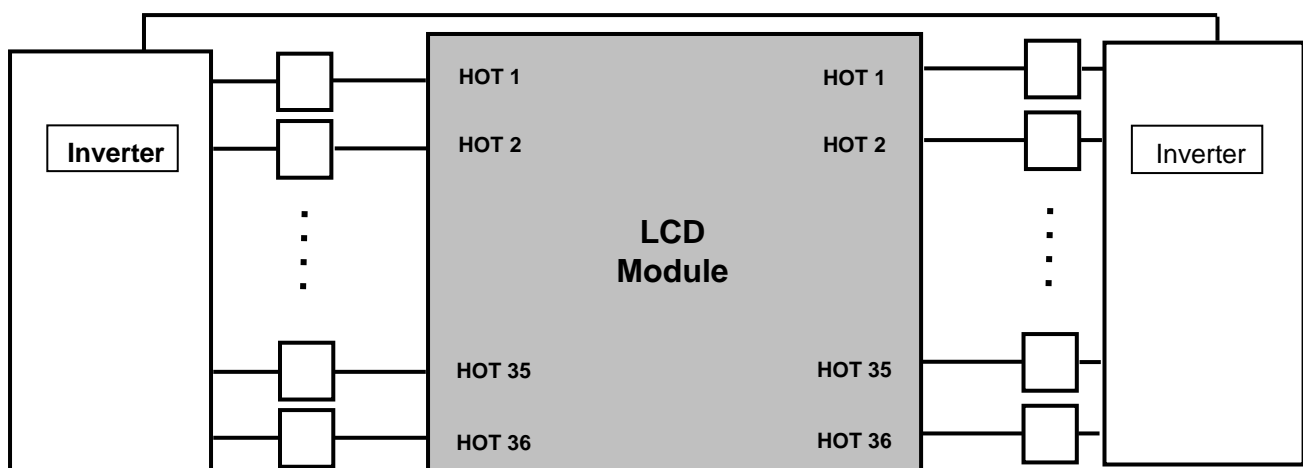 HOT 1 HOT 1
Inverter HOT 2 HOT 2 Inverter
LCD
Module
HOT 35 HOT 35
HOT 36 HOT 36